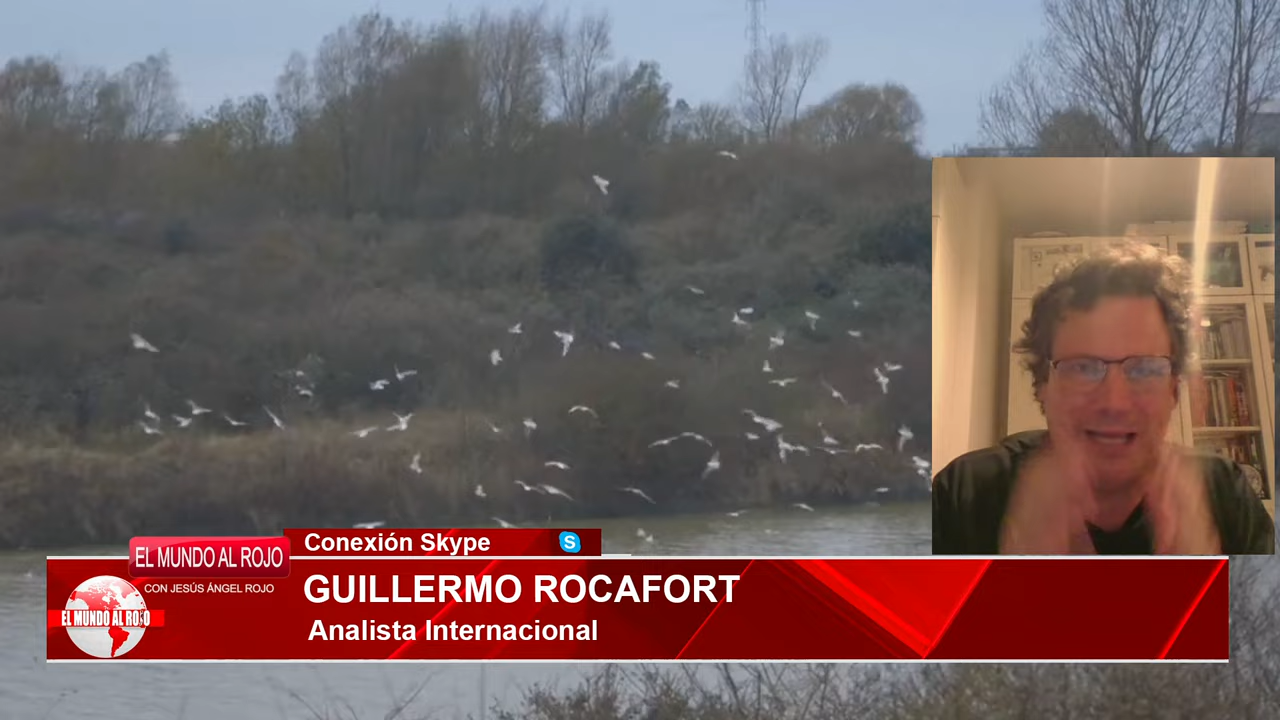 Conexión Skype
EL MUNDO AL ROJO
CON JESÚS ÁNGEL ROJO
EL MUNDO AL ROJO
GUILLERMO ROCAFORT
Analista Internacional